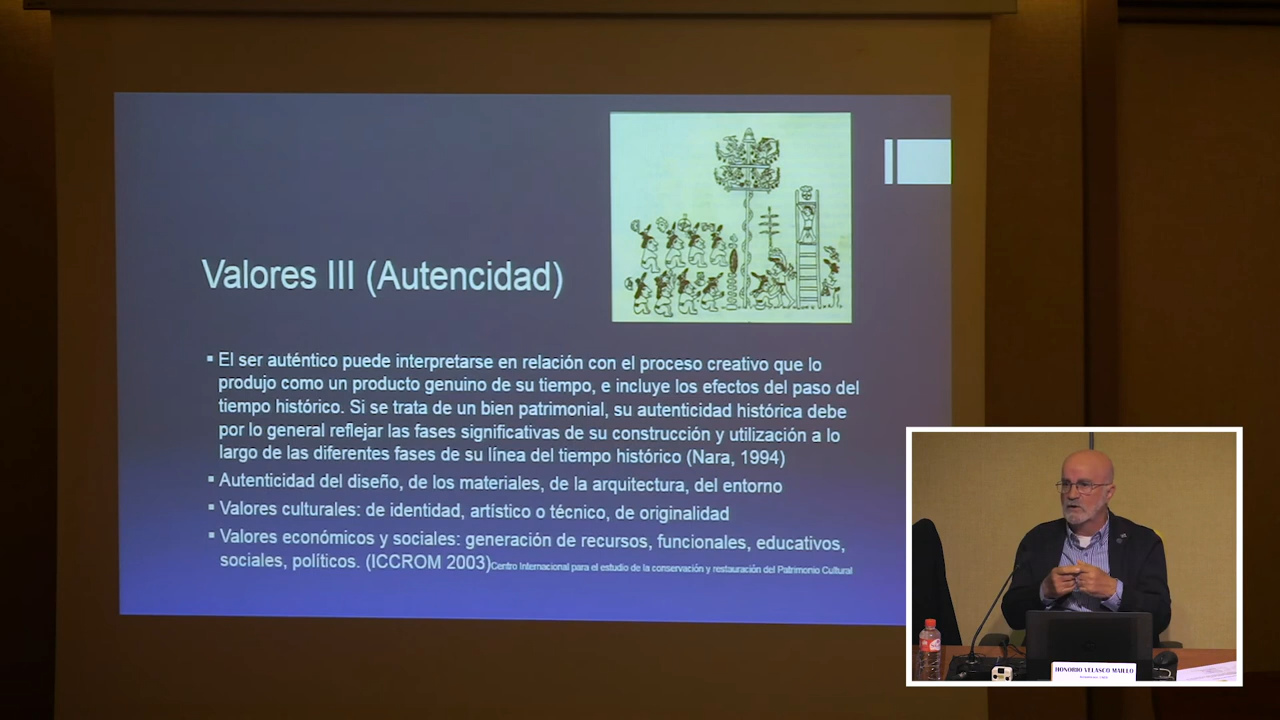 Valores III (Autencidad)
▪ El ser auténtico puede interpretarse en relación con el proceso creativo que lo
produjo como un producto genuino de su tiempo, e incluye los efectos del paso del
tiempo histórico. Si se trata de un bien patrimonial, su autenticidad histórica debe
por lo general reflejar las fases significativas de su construcción y utilización a lo
largo de las diferentes fases de su línea del tiempo histórico (Nara, 1994)
▪ Autenticidad del diseño, de los materiales, de la arquitectura, del entorno
▪ Valores culturales: de identidad, artístico o técnico, de originalidad
▪ Valores económicos y sociales: generación de recursos, funcionales, educativos,
sociales, políticos. (ICCROM 2003)Centro Internacional para el estudio de la conservación y restauración del Patrimonio Cultural
HONORIO VELASCO MAILLO